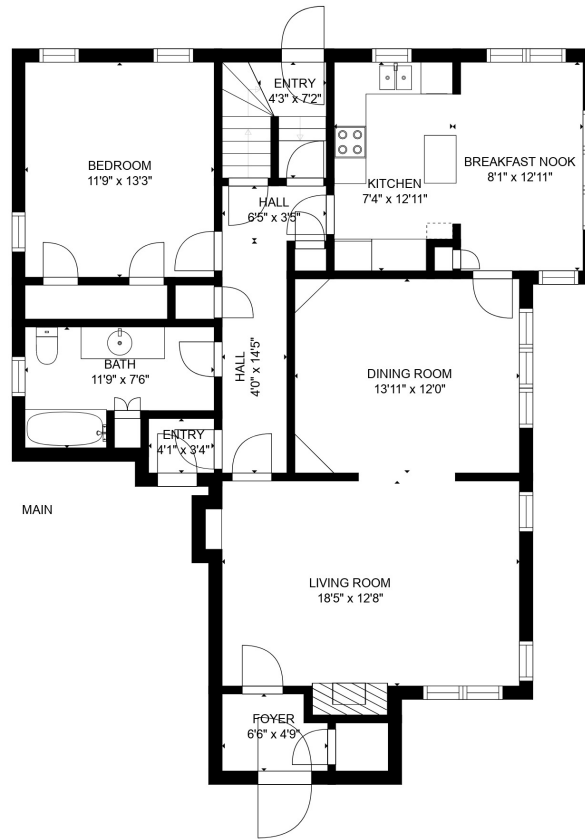 ENTRY
4'3" x 7'2"
BEDROOM
11'9" x 13'3"
KITCHEN
7'4" x 12'11"
BREAKFAST NOOK
8'1" x 12'11"
HALL
6'5" x 3'5"
HALL
4'0" x 14'5"
BATH
11'9" x 7'6"
DINING ROOM
13'11" x 12'0"
ENTRY
4'1" x 3'4"
MAIN
LIVING ROOM
18'5" x 12'8"
FOYER
6'6" x 4'9"